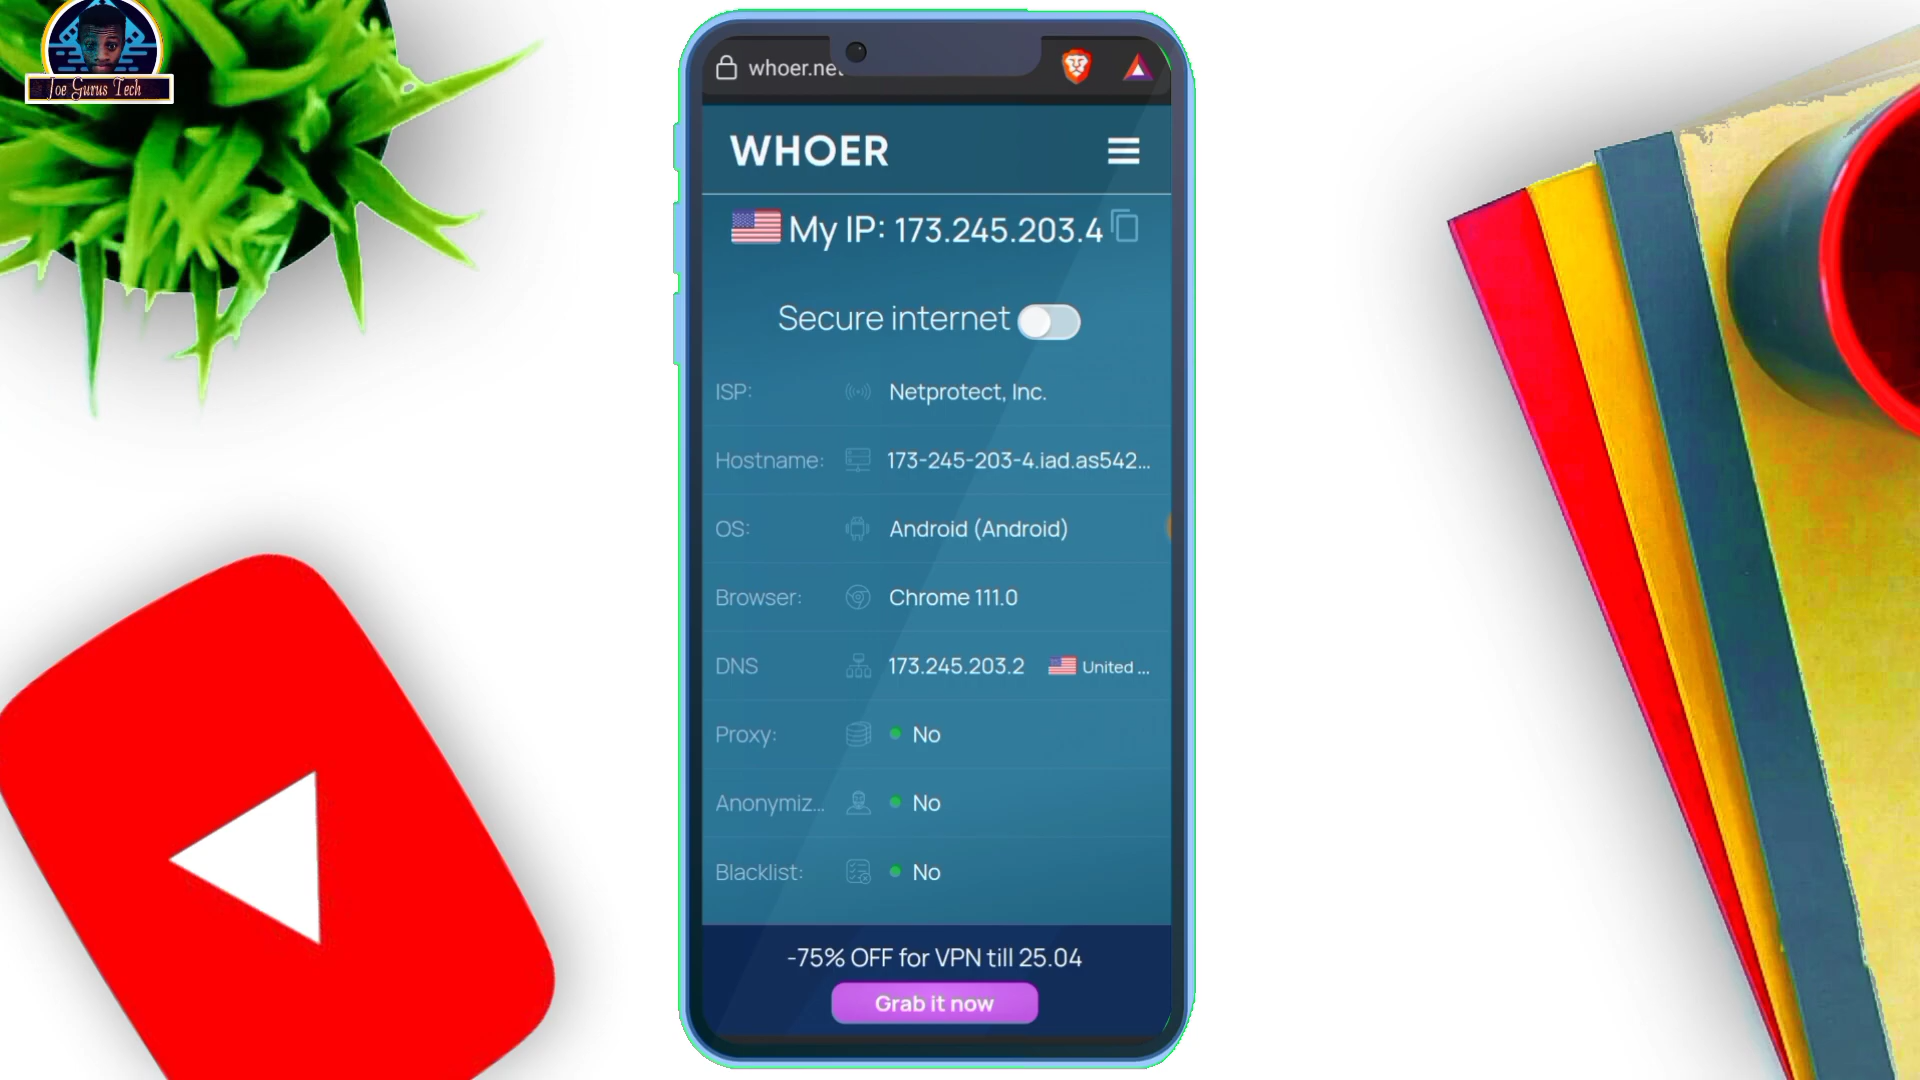 Joe Gurus Tech
whoer.ne
WHOER
My IP: 173.245.203.4
Secure internet
ISP: Netprotect, Inc.
Hostname: 173-245-203-4.iad.as542...
OS: Android (Android)
Browser: Chrome 111.0
DNS 173.245.203.2 United ...
Proxy: No
Anonymiz... No
Blacklist: No
-75% OFF for VPN till 25.04
Grab it now